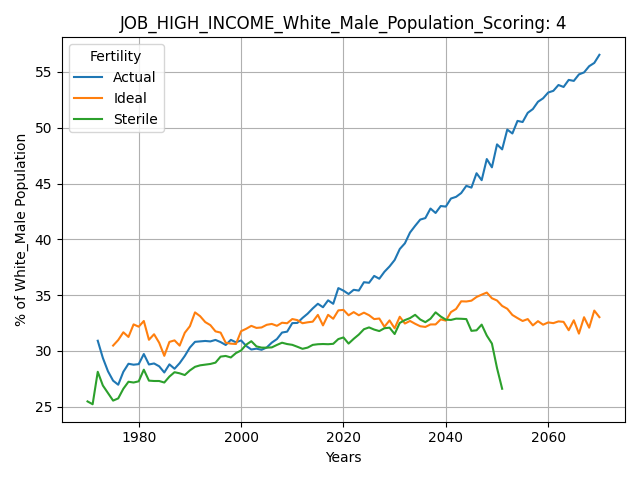 JOB_HIGH_INCOME_White_Male_Population_Scoring: 4
Fertility
Actual
Ideal
Sterile
% of White_Male Population
55
50
45
40
35
30
25
1980
2000
2020
2040
2060
Years